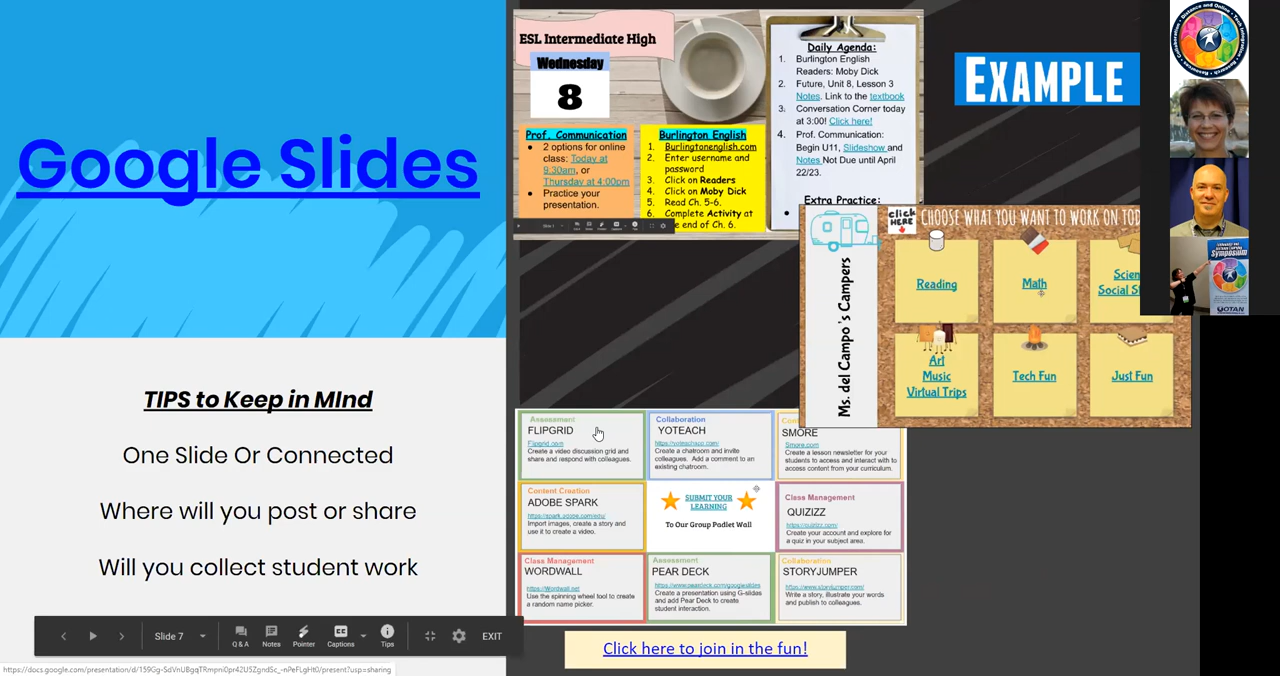 Google Slides
TIPS to Keep in MInd
One Slide Or Connected
Where will you post or share
Will you collect student work
Slide 7
Q & A
Notes
Pointer
Captions
Tips
EXIT
ESL Intermediate High
Wednesday
8
Prof. Communication
2 options for online
class: Today at
9:30am, or
Thursday at 4:00pm
Practice your
presentation.
Burlington English
1. Burlingtonenglish.com
2. Enter username and
password
3. Click on Readers
4. Click on Moby Dick
5. Read Ch. 5-6.
6. Complete Activity at
e end of Ch. 6.
Daily Agenda:
1. Burlington English
Readers: Moby Dick
2. Future, Unit 8, Lesson 3
Notes. Link to the textbook
3. Conversation Corner today
at 3:00! Click here!
4. Prof. Communication:
Begin U11, Slideshow and
Notes Not Due until April
22/23.
Extra Practice:
EXAMPLE
Ms. del Campo's Campers
CLICK
HERE
CHOOSE WHAT YOU WANT TO WORK ON TOD
Reading
Math
Scien
Social St
Art
Music
Virtual Trips
Tech Fun
Just Fun
Assessment
FLIPGRID
Flipgrid.com
Create a video discussion grid and
share and respond with colleagues.
Collaboration
YOTEACH
https://yoteachapp.com/
Create a chatroom and invite
colleagues. Add a comment to an
existing chatroom.
SMORE
Smore.com
Create a lesson newsletter for your
students to access and interact with to
access content from your curriculum.
Content Creation
ADOBE SPARK
https://spark.adobe.com/edu/
Import images, create a story and
use it to create a video.
SUBMIT YOUR
LEARNING
To Our Group Padlet Wall
Class Management
QUIZIZZ
https://quizizz.com/
Create your account and explore for
a quiz in your subject area.
Class Management
WORDWALL
https://Wordwall.net
Use the spinning wheel tool to create
a random name picker.
Assessment
PEAR DECK
https://www.peardeck.com/googleslides
Create a presentation using G-slides
and add Pear Deck to create
student interaction.
Collaboration
STORYJUMPER
https://www.storyjumper.com/
Write a story, illustrate your words
and publish to colleagues.
Click here to join in the fun!
Symposium
OTAN